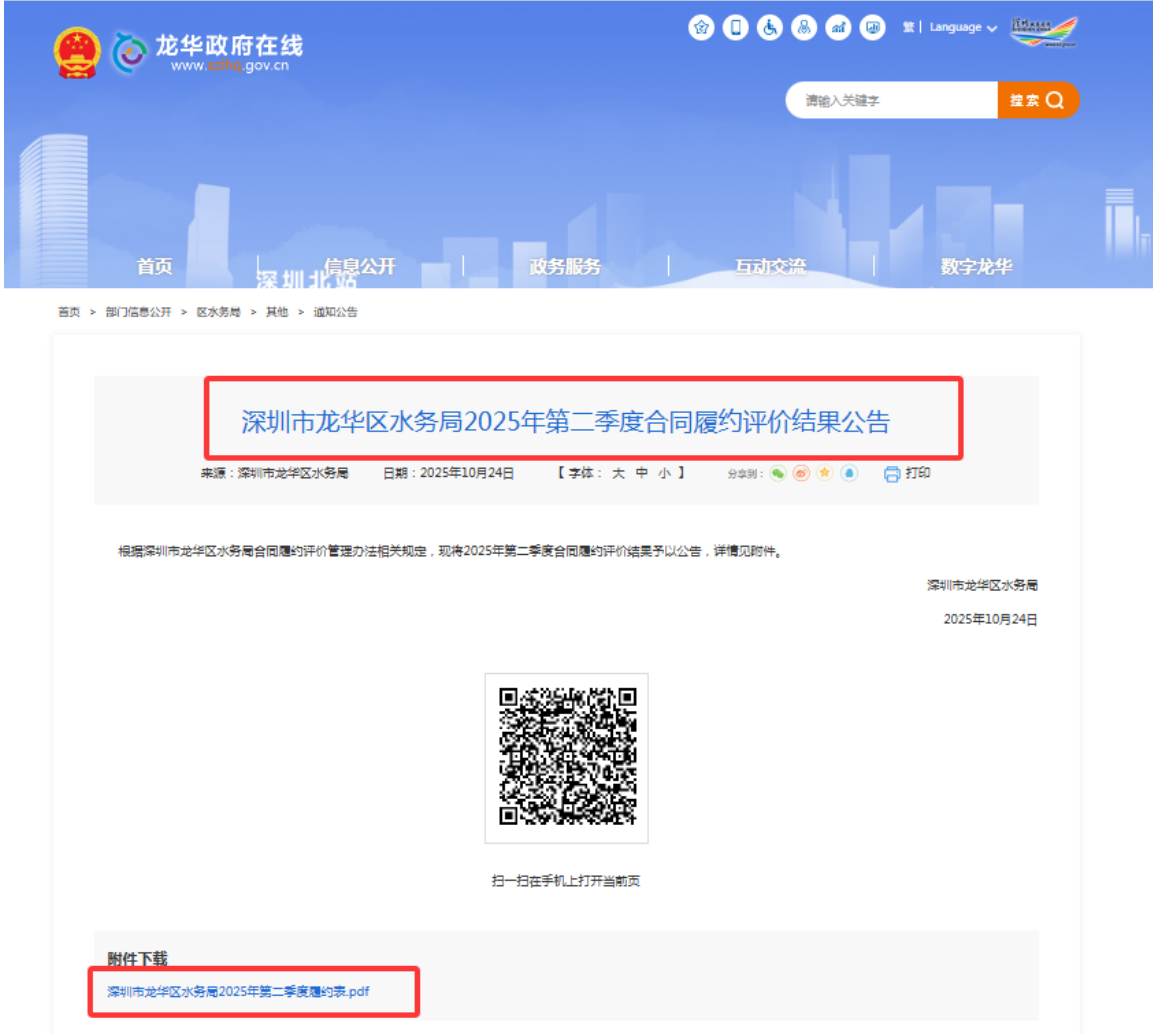 龙华政府在线
www.szlhq.gov.cn
繁 | Language
请输入关键字
搜索
首页
信息公开
政务服务
互动交流
数字龙华
深圳北站
首页 > 部门信息公开 > 区水务局 > 其他 > 通知公告
深圳市龙华区水务局2025年第二季度合同履约评价结果公告
来源：深圳市龙华区水务局 日期：2025年10月24日 【 字体： 大 中 小 】 分享到： 打印
根据深圳市龙华区水务局合同履约评价管理办法相关规定，现将2025年第二季度合同履约评价结果予以公告，详情见附件。
深圳市龙华区水务局
2025年10月24日
扫一扫在手机上打开当前页
附件下载
深圳市龙华区水务局2025年第二季度履约表.pdf